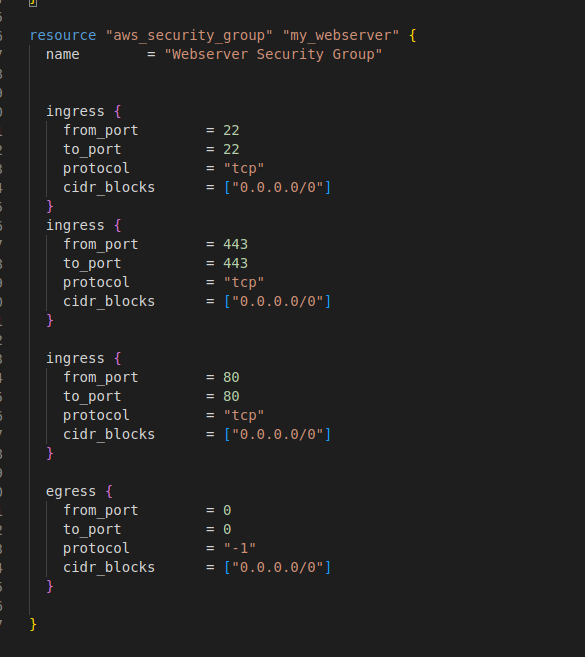 }
resource "aws_security_group" "my_webserver" {
  name        = "Webserver Security Group"
  ingress {
    from_port        = 22
    to_port          = 22
    protocol         = "tcp"
    cidr_blocks      = ["0.0.0.0/0"]
  }
  ingress {
    from_port        = 443
    to_port          = 443
    protocol         = "tcp"
    cidr_blocks      = ["0.0.0.0/0"]
  }
  ingress {
    from_port        = 80
    to_port          = 80
    protocol         = "tcp"
    cidr_blocks      = ["0.0.0.0/0"]
  }
  egress {
    from_port        = 0
    to_port          = 0
    protocol         = "-1"
    cidr_blocks      = ["0.0.0.0/0"]
  }
}